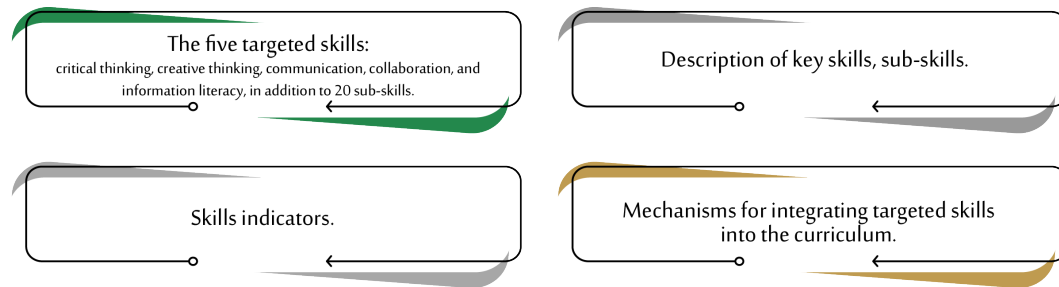 The five targeted skills:
critical thinking, creative thinking, communication, collaboration, and
information literacy, in addition to 20 sub-skills.
Description of key skills, sub-skills.
Skills indicators.
Mechanisms for integrating targeted skills
into the curriculum.